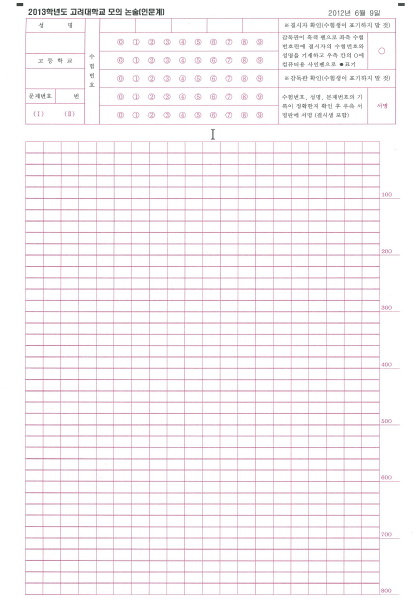 2013학년도 고려대학교 모의 논술(인문계)
2012년 6월 9일
성 명
고 등 학 교
문제번호 번
(Ⅰ) (Ⅱ)
수험번호
0 1 2 3 4 5 6 7 8 9
0 1 2 3 4 5 6 7 8 9
0 1 2 3 4 5 6 7 8 9
0 1 2 3 4 5 6 7 8 9
0 1 2 3 4 5 6 7 8 9
※결시자 확인(수험생이 표기하지 말 것)
감독관이 흑색 펜으로 좌측 수험
번호란에 결시자의 수험번호와
성명을 기재하고 우측 란의 ○에
컴퓨터용 사인펜으로 ●표기
※감독란 확인(수험생이 표기하지 말 것)
수험번호, 성명, 문제번호의 기
록이 정확한지 확인 후 우측 서
명란에 서명 (결시생 포함)
서명
100
200
300
400
500
600
700
800